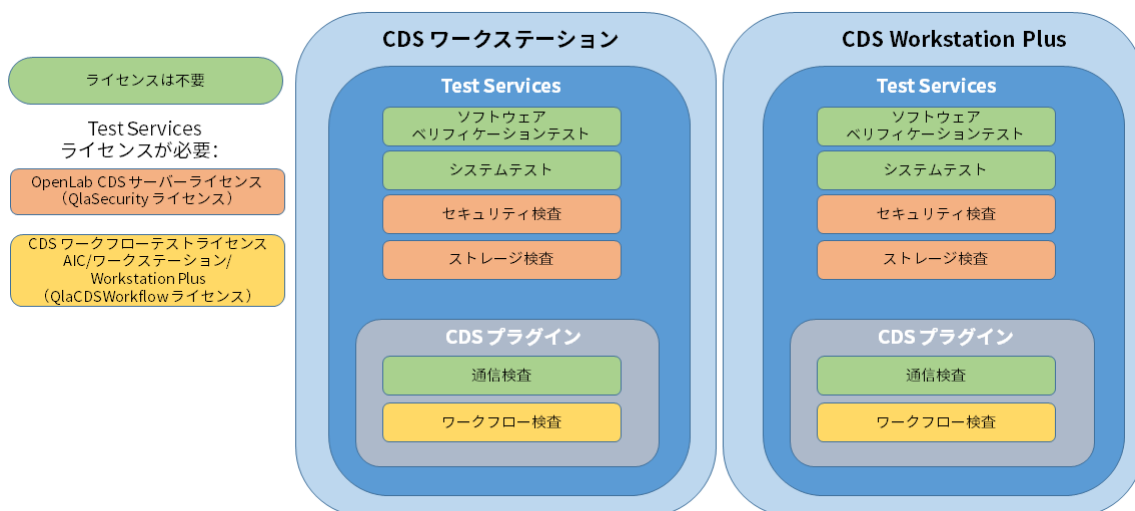 ライセンスは不要
Test Services
ライセンスが必要：
OpenLab CDS サーバーライセンス
（QlaSecurity ライセンス）
CDS ワークフローテストライセンス
AIC/ワークステーション/
Workstation Plus
（QlaCDSWorkflow ライセンス）
CDS ワークステーション
Test Services
ソフトウェア
ベリフィケーションテスト
システムテスト
セキュリティ検査
ストレージ検査
CDS プラグイン
通信検査
ワークフロー検査
CDS Workstation Plus
Test Services
ソフトウェア
ベリフィケーションテスト
システムテスト
セキュリティ検査
ストレージ検査
CDS プラグイン
通信検査
ワークフロー検査